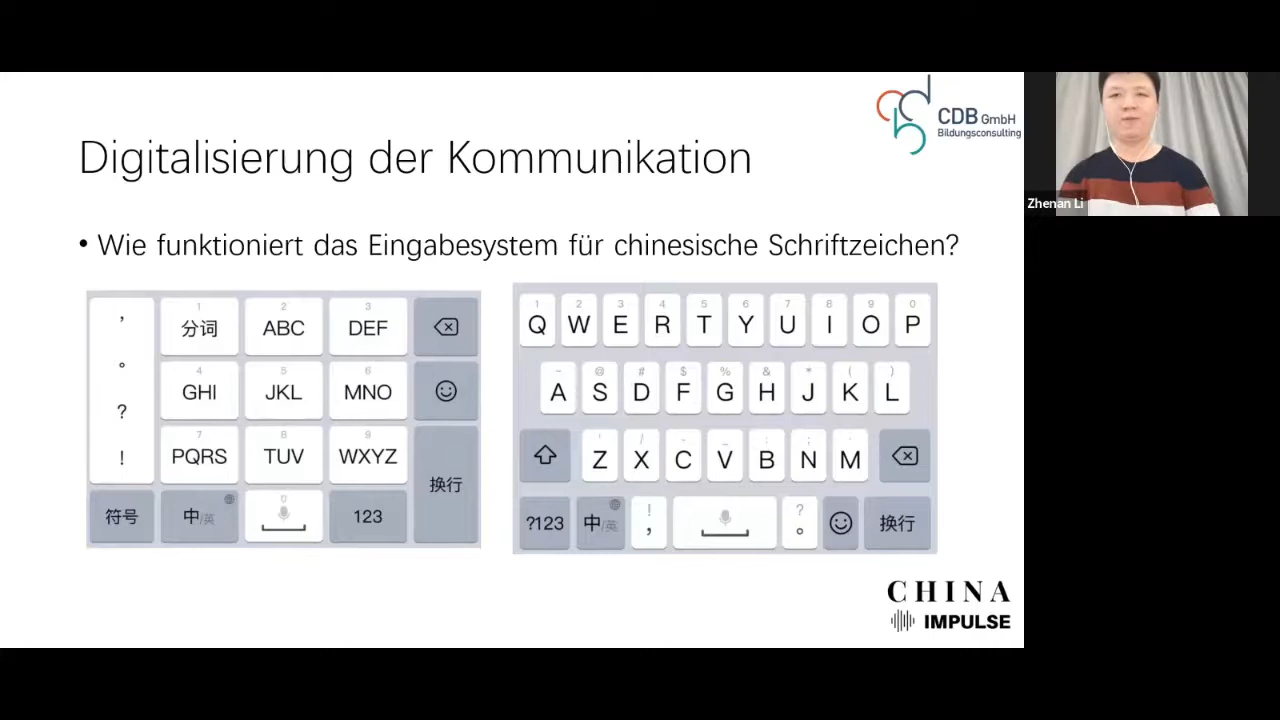 CDB GmbH
Bildungsconsulting
Digitalisierung der Kommunikation
• Wie funktioniert das Eingabesystem für chinesische Schriftzeichen?
Zhenan Li
, 。 ? !
1 2 3
分词 ABC DEF
4 5 6
GHI JKL MNO
7 8 9
PQRS TUV WXYZ
换行
0
符号 中/英 123
1 2 3 4 5 6 7 8 9 0
Q W E R T Y U I O P
~ @ # $ % & * ( )
A S D F G H J K L
Z X C V B N M
! ?
?123 中/英 , 。 换行
CHINA
IMPULSE